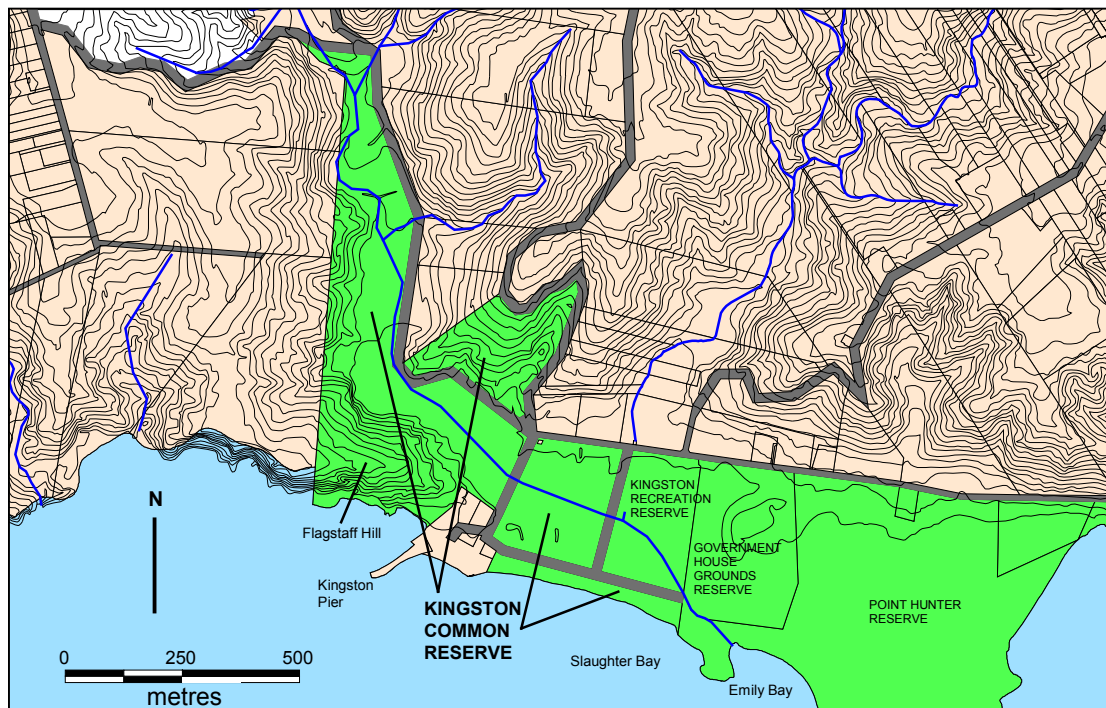 KINGSTON
RECREATION
RESERVE
N
Flagstaff Hill
GOVERNMENT
HOUSE
GROUNDS
RESERVE
Kingston
Pier
KINGSTON
COMMON
RESERVE
POINT HUNTER
RESERVE
0 250 500
metres
Slaughter Bay
Emily Bay